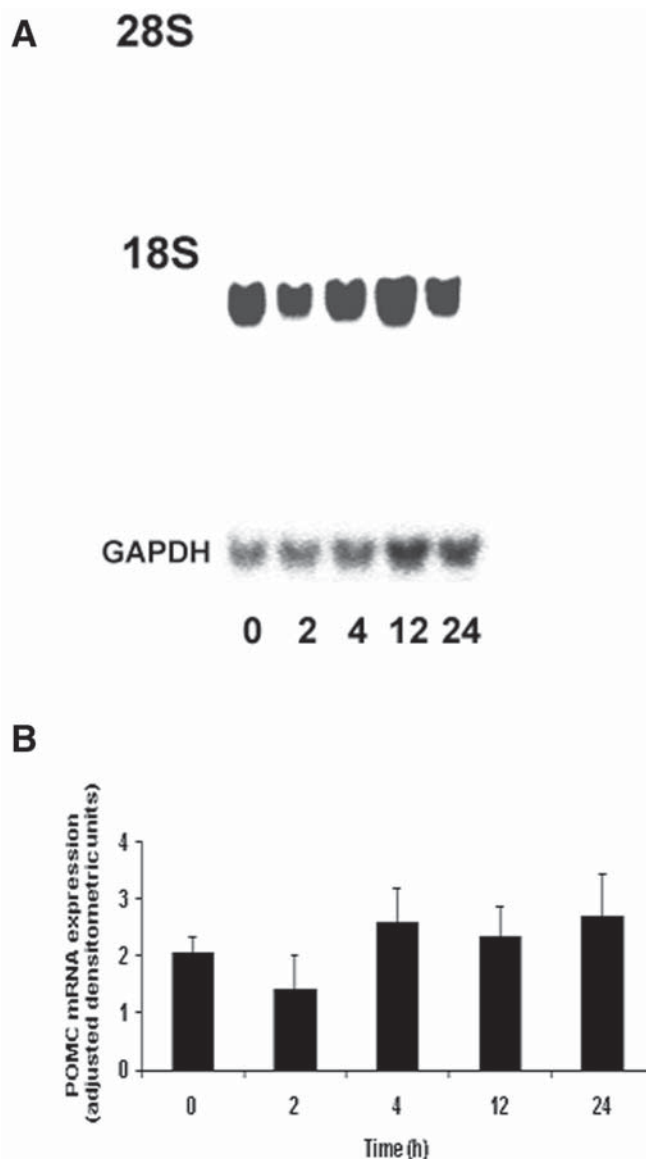 A
28S
18S
GAPDH
0 2 4 12 24
B
POMC mRNA expression
(adjusted densitometric units)
4
3
2
1
0
0 2 4 12 24
Time (h)